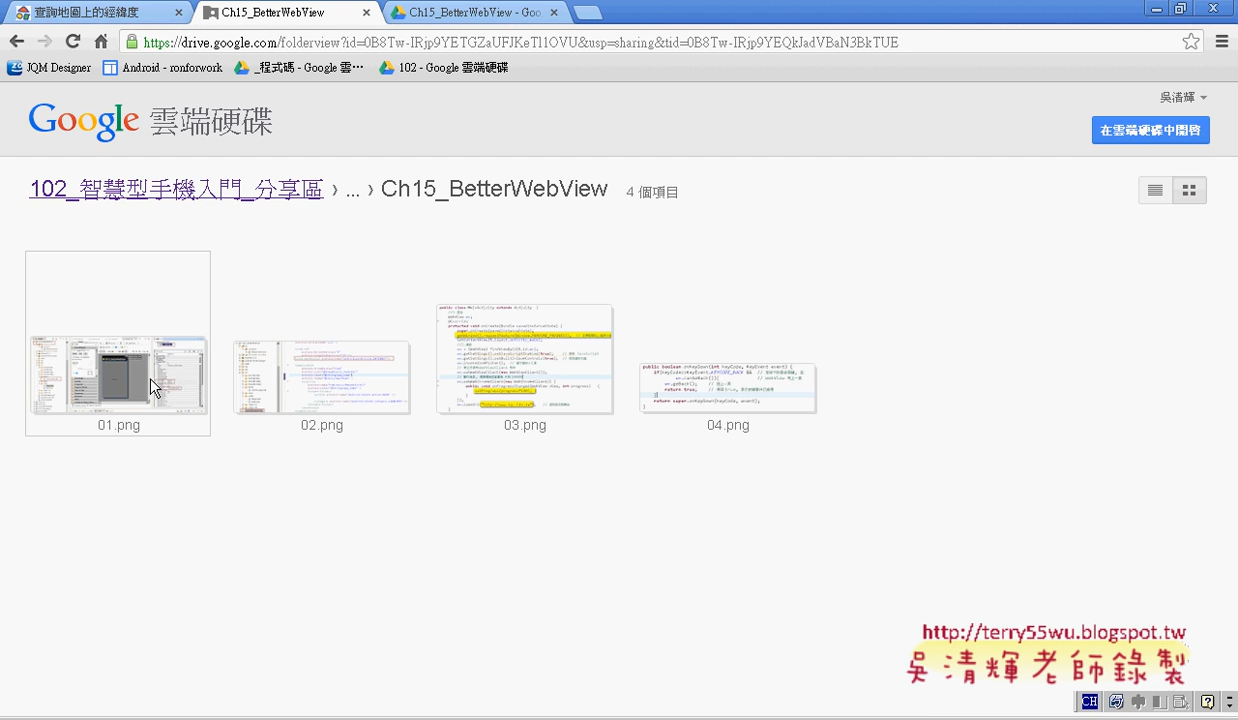 查詢地圖上的經緯度
Ch15_BetterWebView
Ch15_BetterWebView - Goo
https://drive.google.com/folderview?id=0B8Tw-IRjp9YETGZaUFJKeTl1OVU&usp=sharing&tid=0B8Tw-IRjp9YEQkJadVBaN3BkTUE
JQM Designer
Android - ronforwork
_程式碼 - Google 雲…
102 - Google 雲端硬碟
吳清輝
Google 雲端硬碟
在雲端硬碟中開啓
102_智慧型手機入門_分享區 › ... › Ch15_BetterWebView 4 個項目
01.png
02.png
03.png
04.png
http://terry55wu.blogspot.tw
吳清輝老師錄製
CH